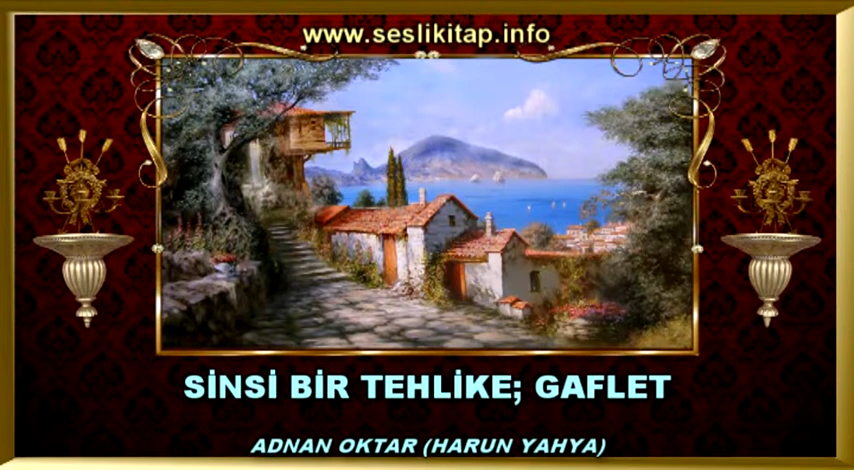 www.seslikitap.info
SİNSİ BİR TEHLİKE; GAFLET
ADNAN OKTAR (HARUN YAHYA)